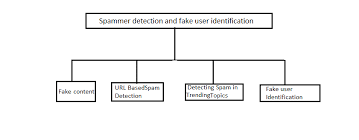 Spammer detection and fake user identification
Fake content
URL BasedSpam
Detection
Detecting Spam in
TrendingTopics
Fake user
Identification